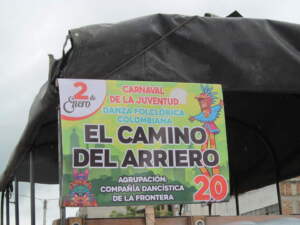 2 de
Enero
CARNAVAL
DE LA JUVENTUD
DANZA FOLCLÓRICA
COLOMBIANA
EL CAMINO
DEL ARRIERO
AGRUPACIÓN:
COMPAÑÍA DANCÍSTICA
DE LA FRONTERA
20